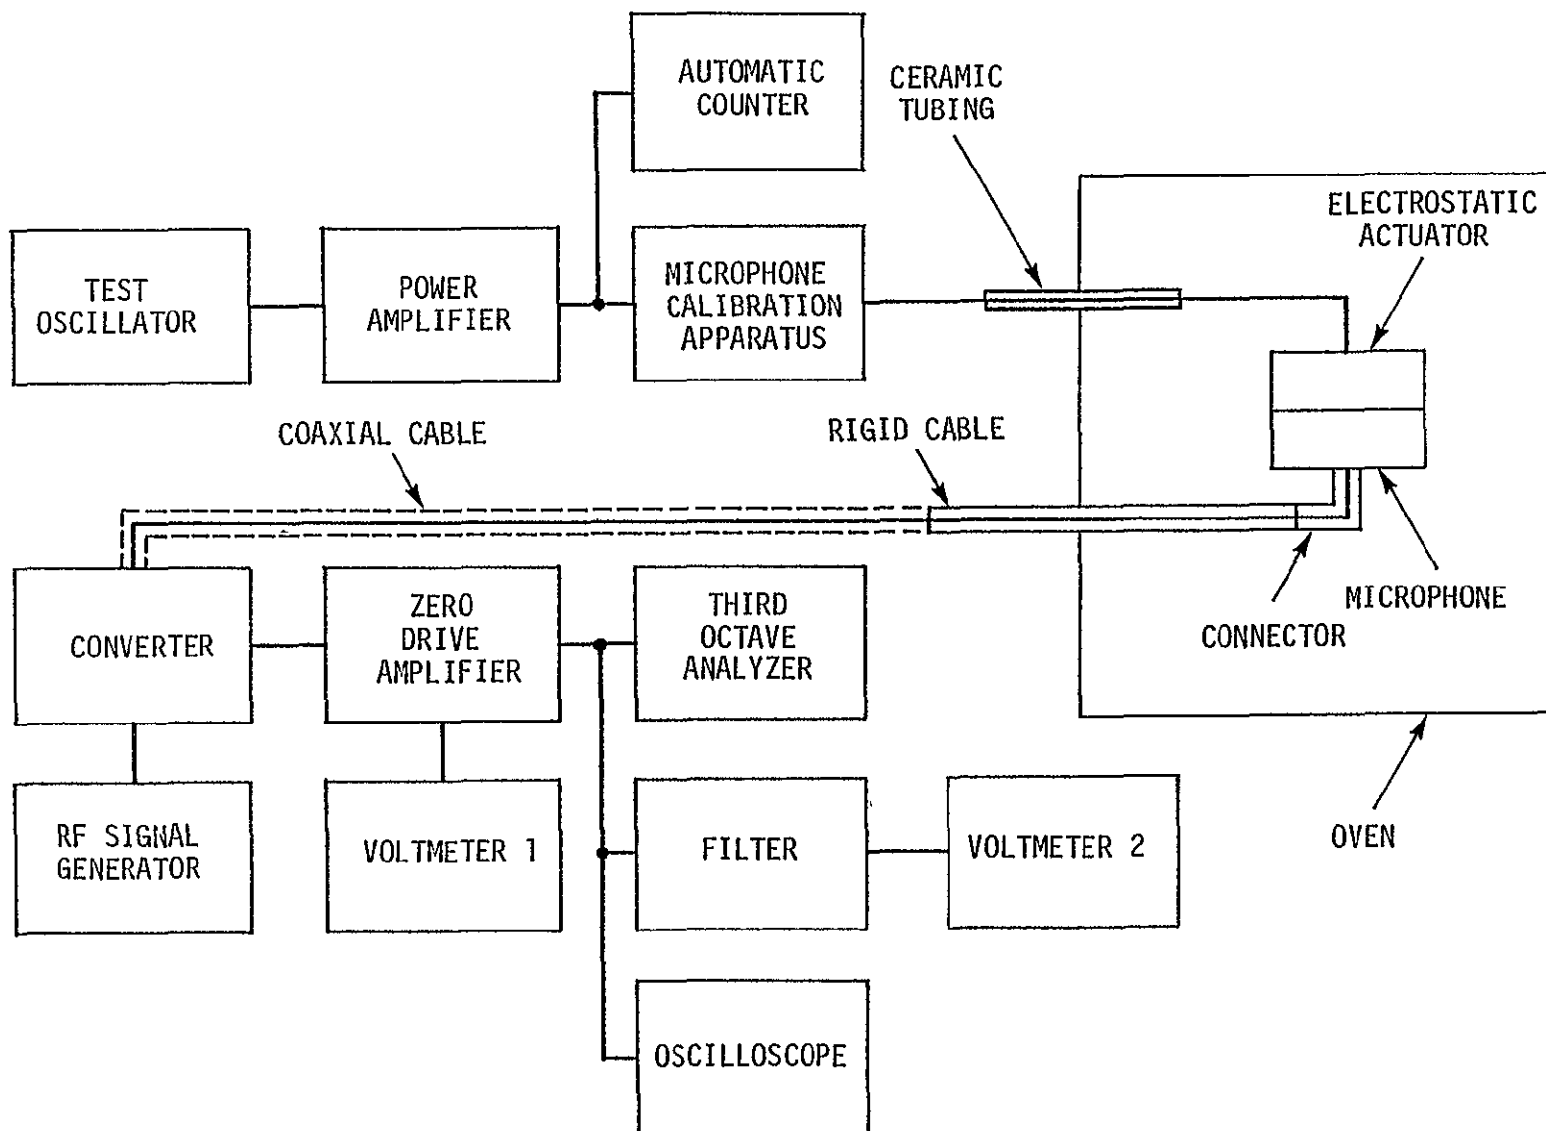 AUTOMATIC
COUNTER
CERAMIC
TUBING
ELECTROSTATIC
ACTUATOR
TEST
OSCILLATOR
POWER
AMPLIFIER
MICROPHONE
CALIBRATION
APPARATUS
COAXIAL CABLE
RIGID CABLE
MICROPHONE
CONNECTOR
CONVERTER
ZERO
DRIVE
AMPLIFIER
THIRD
OCTAVE
ANALYZER
OVEN
RF SIGNAL
GENERATOR
VOLTMETER 1
FILTER
VOLTMETER 2
OSCILLOSCOPE